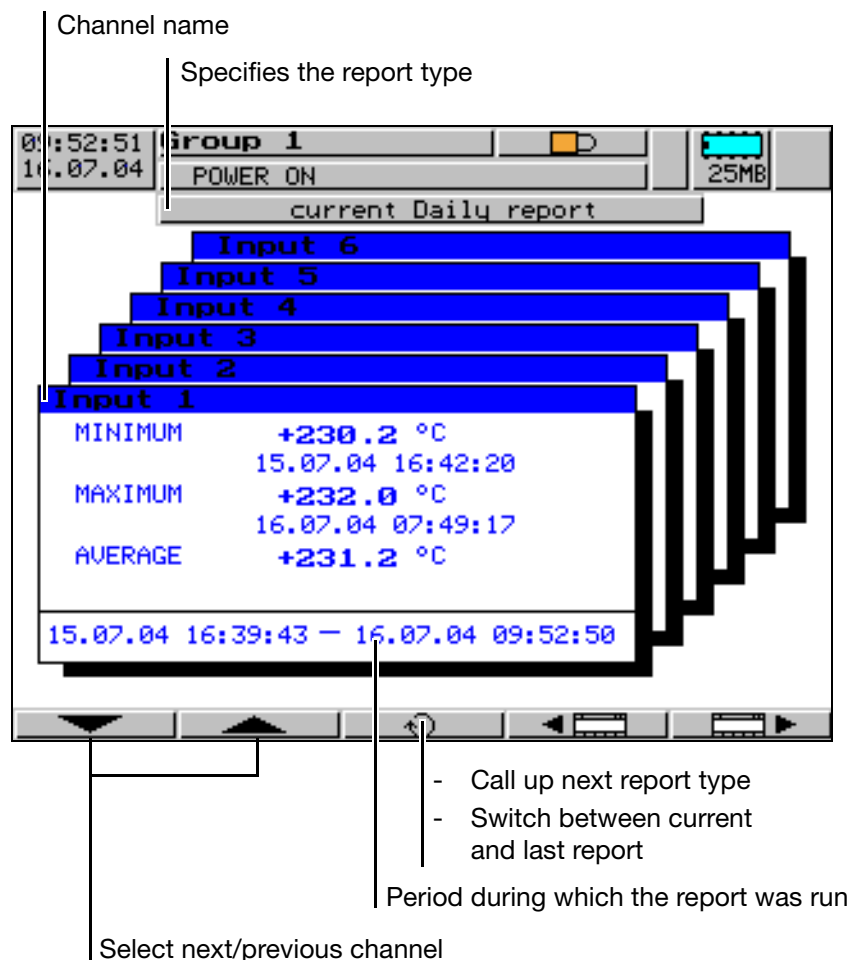 Channel name
Specifies the report type
09:52:51 Group 1
16.07.04 POWER ON 25MB
current Daily report
Input 6
Input 5
Input 4
Input 3
Input 2
Input 1
MINIMUM +230.2 °C
15.07.04 16:42:20
MAXIMUM +232.0 °C
16.07.04 07:49:17
AVERAGE +231.2 °C
15.07.04 16:39:43 — 16.07.04 09:52:50
- Call up next report type
- Switch between current
and last report
Period during which the report was run
Select next/previous channel